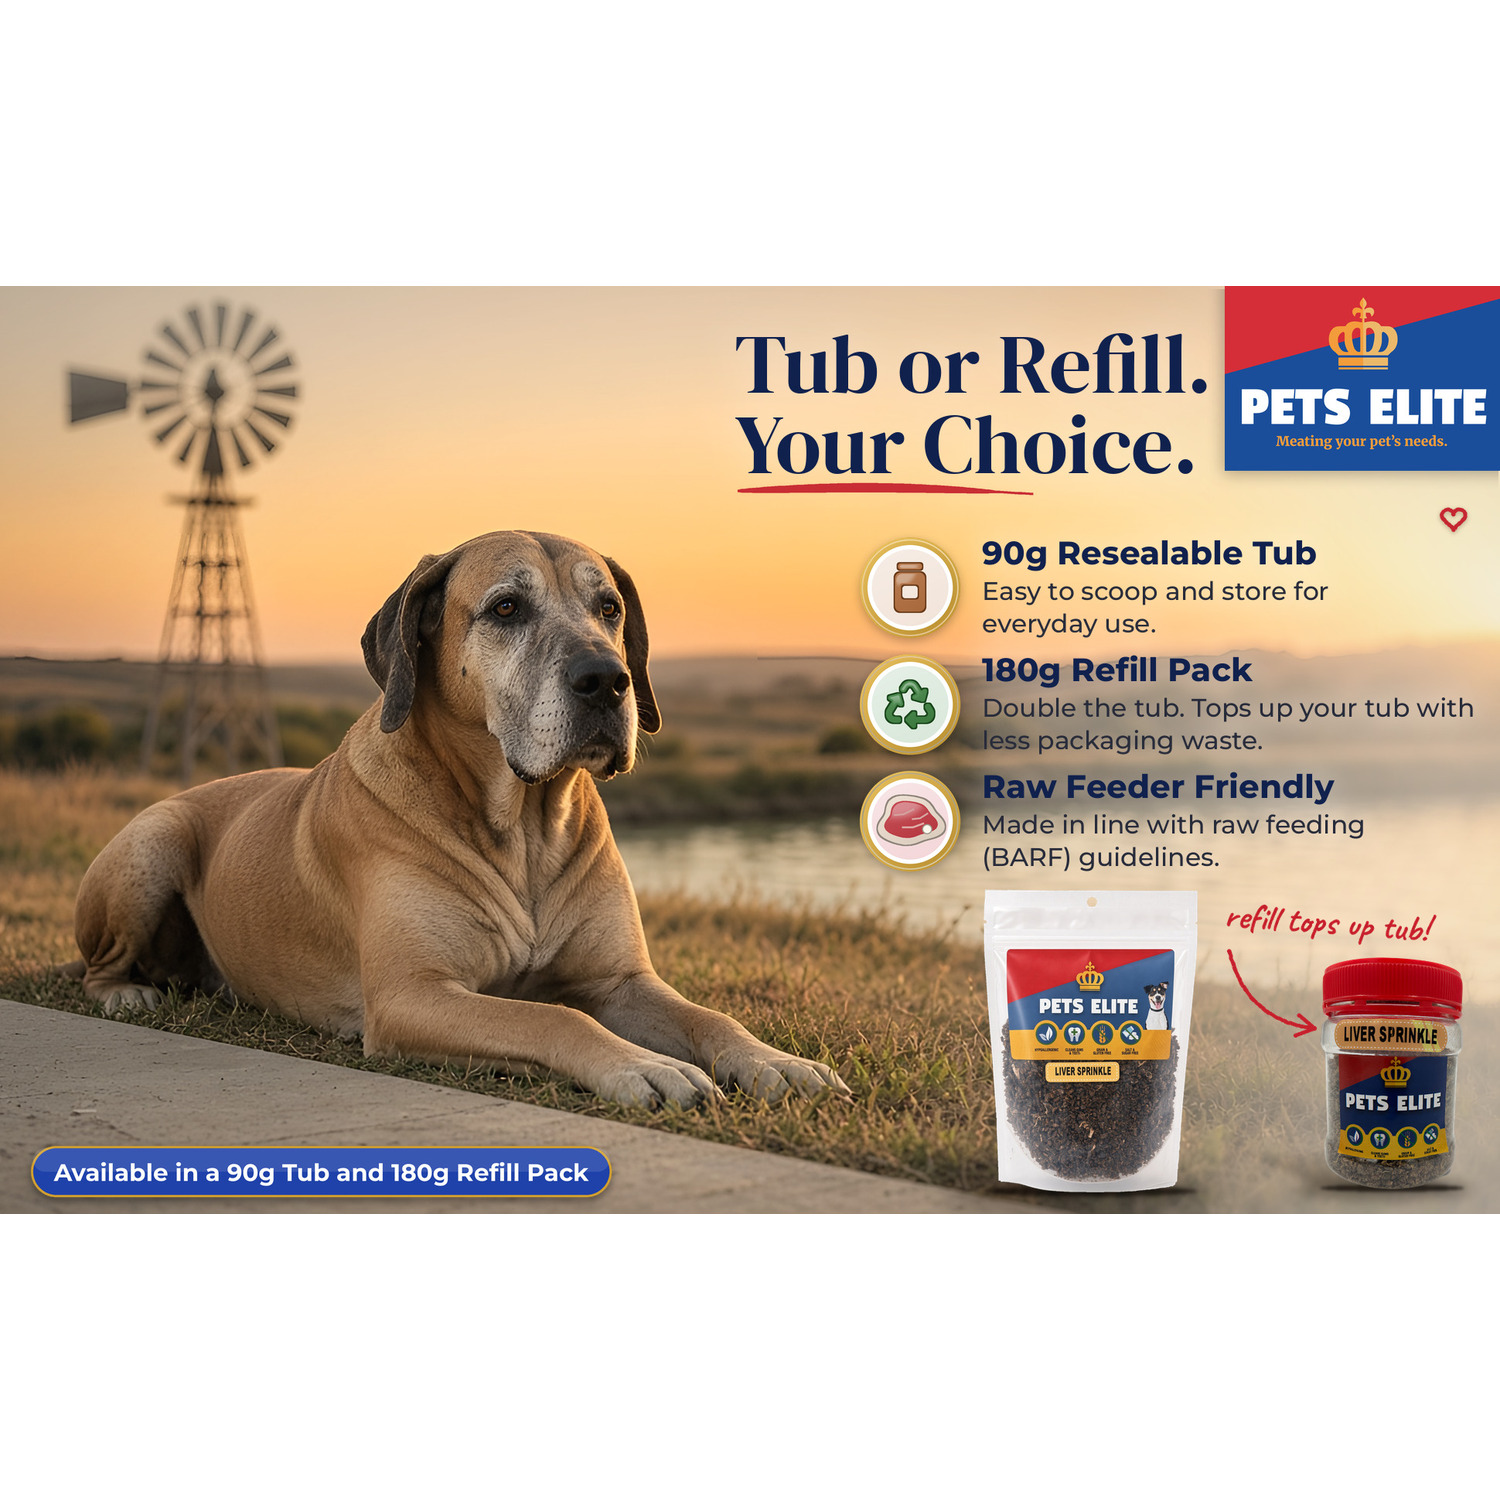 Tub or Refill.
Your Choice.
PETS ELITE
Meating your pet's needs.
90g Resealable Tub
Easy to scoop and store for
everyday use.
180g Refill Pack
Double the tub. Tops up your tub with
less packaging waste.
Raw Feeder Friendly
Made in line with raw feeding
(BARF) guidelines.
refill tops up tub!
PETS ELITE
HYPOALLERGENIC
LIVER SPRINKLE
LIVER SPRINKLE
PETS ELITE
Available in a 90g Tub and 180g Refill Pack